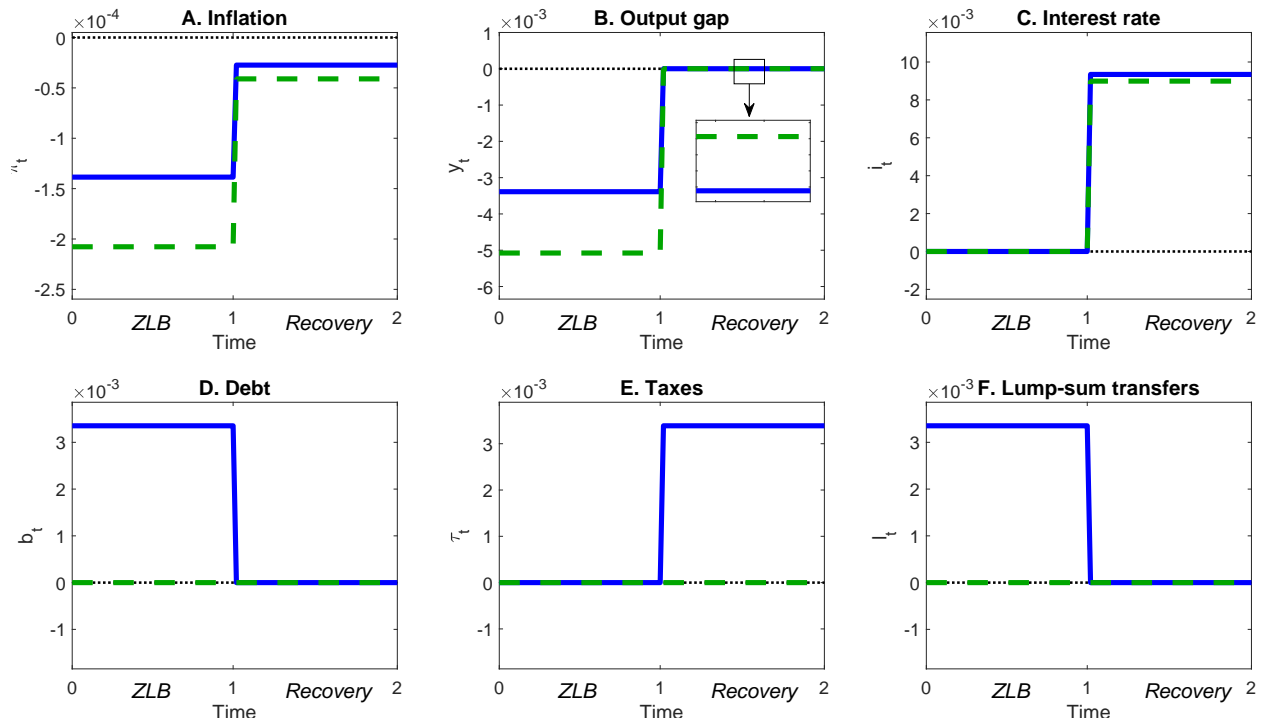 A. Inflation
×10⁻⁴
0
-0.5
-1
-1.5
-2
-2.5
0
1
2
ZLB
Recovery
Time
B. Output gap
×10⁻³
y_t
1
0
-1
-2
-3
-4
-5
-6
0
1
2
ZLB
Recovery
Time
C. Interest rate
×10⁻³
i_t
10
8
6
4
2
0
-2
0
1
2
ZLB
Recovery
Time
D. Debt
×10⁻³
b_t
3
2
1
0
-1
0
1
2
ZLB
Recovery
Time
E. Taxes
×10⁻³
τ_t
3
2
1
0
-1
0
1
2
ZLB
Recovery
Time
F. Lump-sum transfers
×10⁻³
l_t
3
2
1
0
-1
0
1
2
ZLB
Recovery
Time